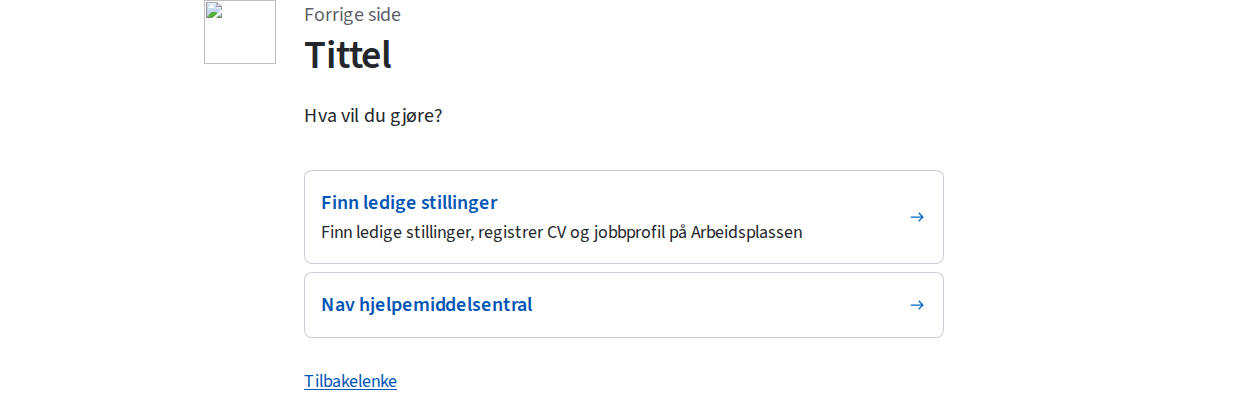 Forrige side
Tittel
Hva vil du gjøre?
Finn ledige stillinger
Finn ledige stillinger, registrer CV og jobbprofil på Arbeidsplassen
Nav hjelpemiddelsentral
Tilbakelenke